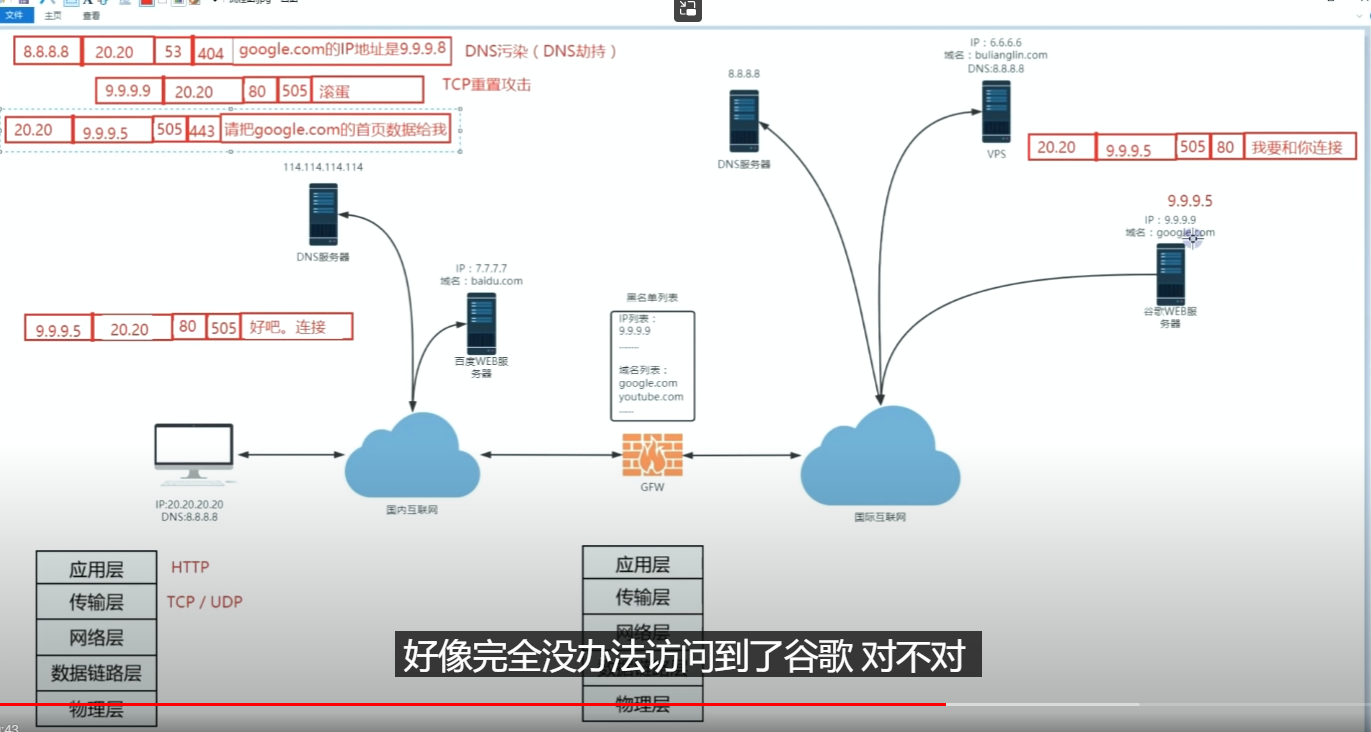 文件 主页 查看
8.8.8.8 20.20 53 404 google.com的IP地址是9.9.9.8 DNS污染（DNS劫持）
9.9.9.9 20.20 80 505 滚蛋 TCP重置攻击
20.20 9.9.9.5 505 443 请把google.com的首页数据给我
IP：6.6.6.6
域名：bulianglin.com
DNS:8.8.8.8
VPS
8.8.8.8
DNS服务器
20.20 9.9.9.5 505 80 我要和你连接
114.114.114.114
DNS服务器
9.9.9.5
IP：9.9.9.9
域名：google.com
谷歌WEB服
务器
IP：7.7.7.7
域名：baidu.com
百度WEB服
务器
9.9.9.5 20.20 80 505 好吧。连接
黑名单列表
IP列表：
9.9.9.9
------
域名列表：
google.com
youtube.com
-----
GFW
IP:20.20.20.20
DNS:8.8.8.8
国内互联网
国际互联网
应用层 HTTP
传输层 TCP / UDP
网络层
数据链路层
物理层
应用层
传输层
网络层
数据链路层
物理层
好像完全没办法访问到了谷歌 对不对
:43